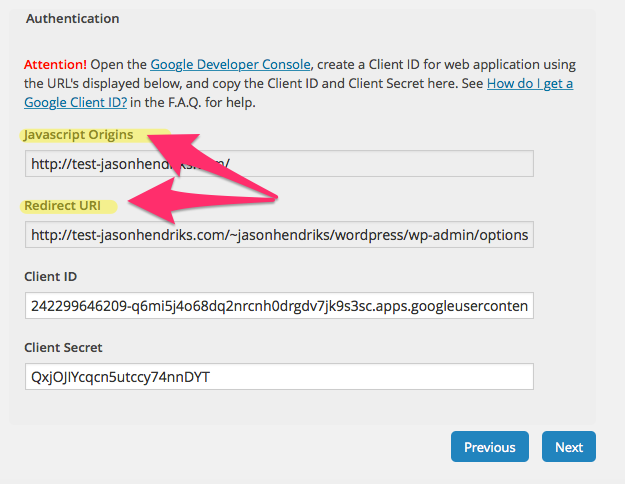 Authentication
Attention! Open the Google Developer Console, create a Client ID for web application using
the URL's displayed below, and copy the Client ID and Client Secret here. See How do I get a
Google Client ID? in the F.A.Q. for help.
Javascript Origins
http://test-jasonhendriks.com/
Redirect URI
http://test-jasonhendriks.com/~jasonhendriks/wordpress/wp-admin/options
Client ID
242299646209-q6mi5j4o68dq2nrcnh0drgdv7jk9s3sc.apps.googleuserconten
Client Secret
QxjOJlYcqcn5utccy74nnDYT
Previous Next